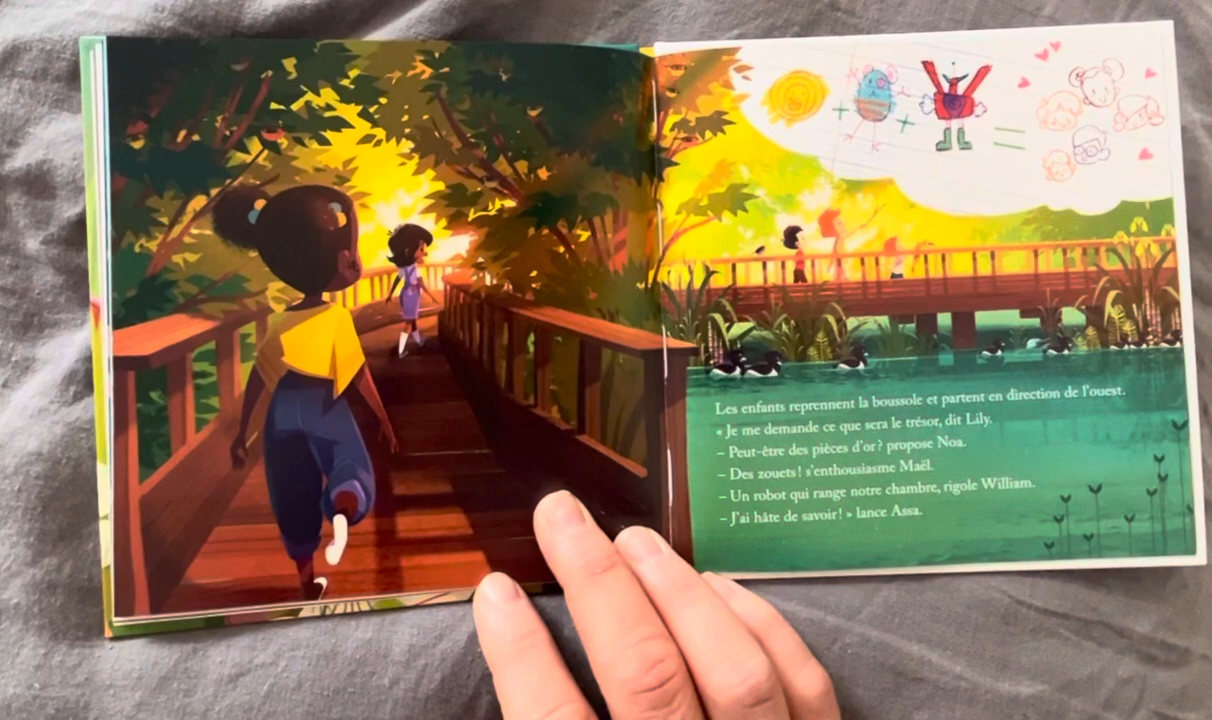 Les enfants reprennent la boussole et partent en direction de l'ouest.
« Je me demande ce que sera le trésor, dit Lily.
– Peut-être des pièces d'or ? propose Noa.
– Des zouets ! s'enthousiasme Maël.
– Un robot qui range notre chambre, rigole William.
– J'ai hâte de savoir ! » lance Assa.